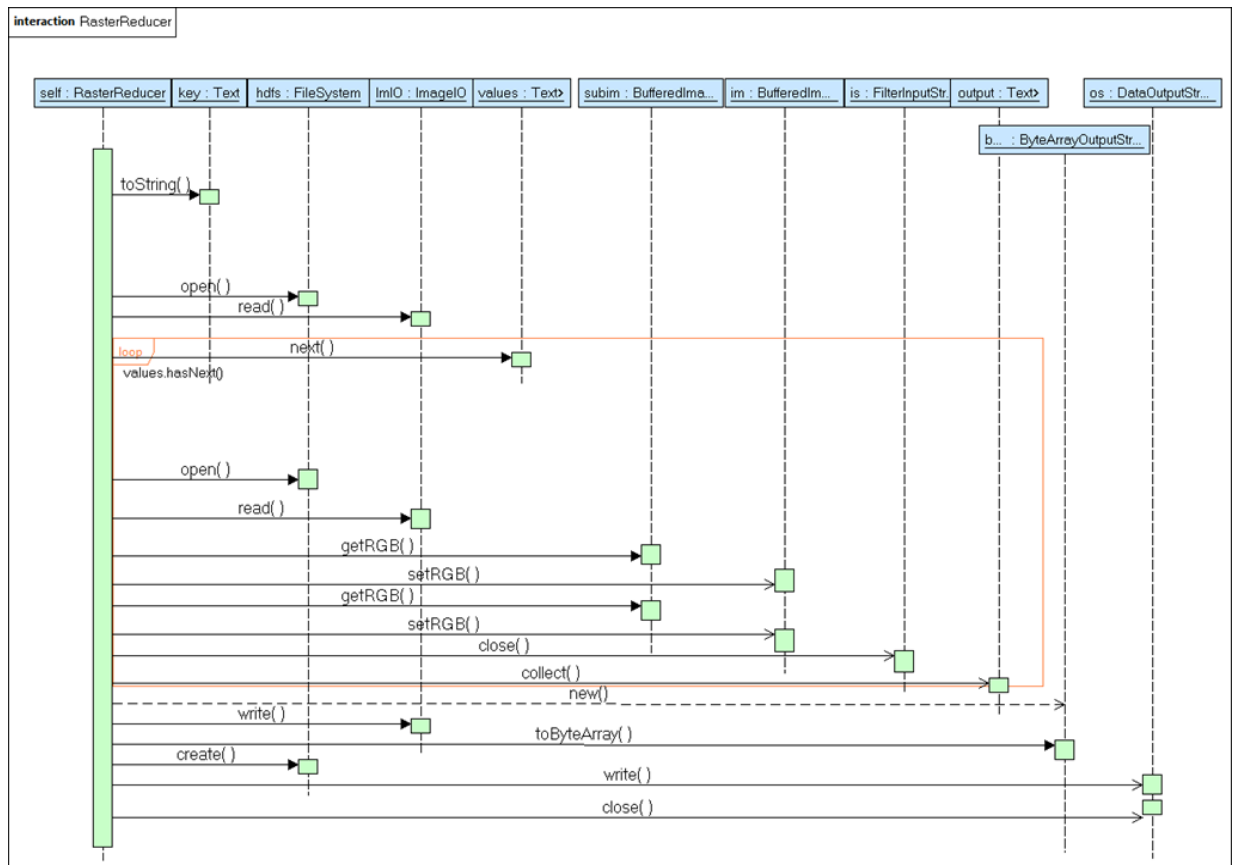 interaction RasterReducer
self : RasterReducer
key : Text
hdfs : FileSystem
ImIO : ImageIO
values : Text>
subim : BufferedIma...
im : BufferedIm...
is : FilterInputStr.
output : Text>
os : DataOutputStr...
b... : ByteArrayOutputStr...
toString( )
open( )
read( )
loop
next( )
values.hasNext()
open( )
read( )
getRGB( )
setRGB( )
getRGB( )
setRGB( )
close( )
collect( )
new()
write( )
toByteArray( )
create( )
write( )
close( )